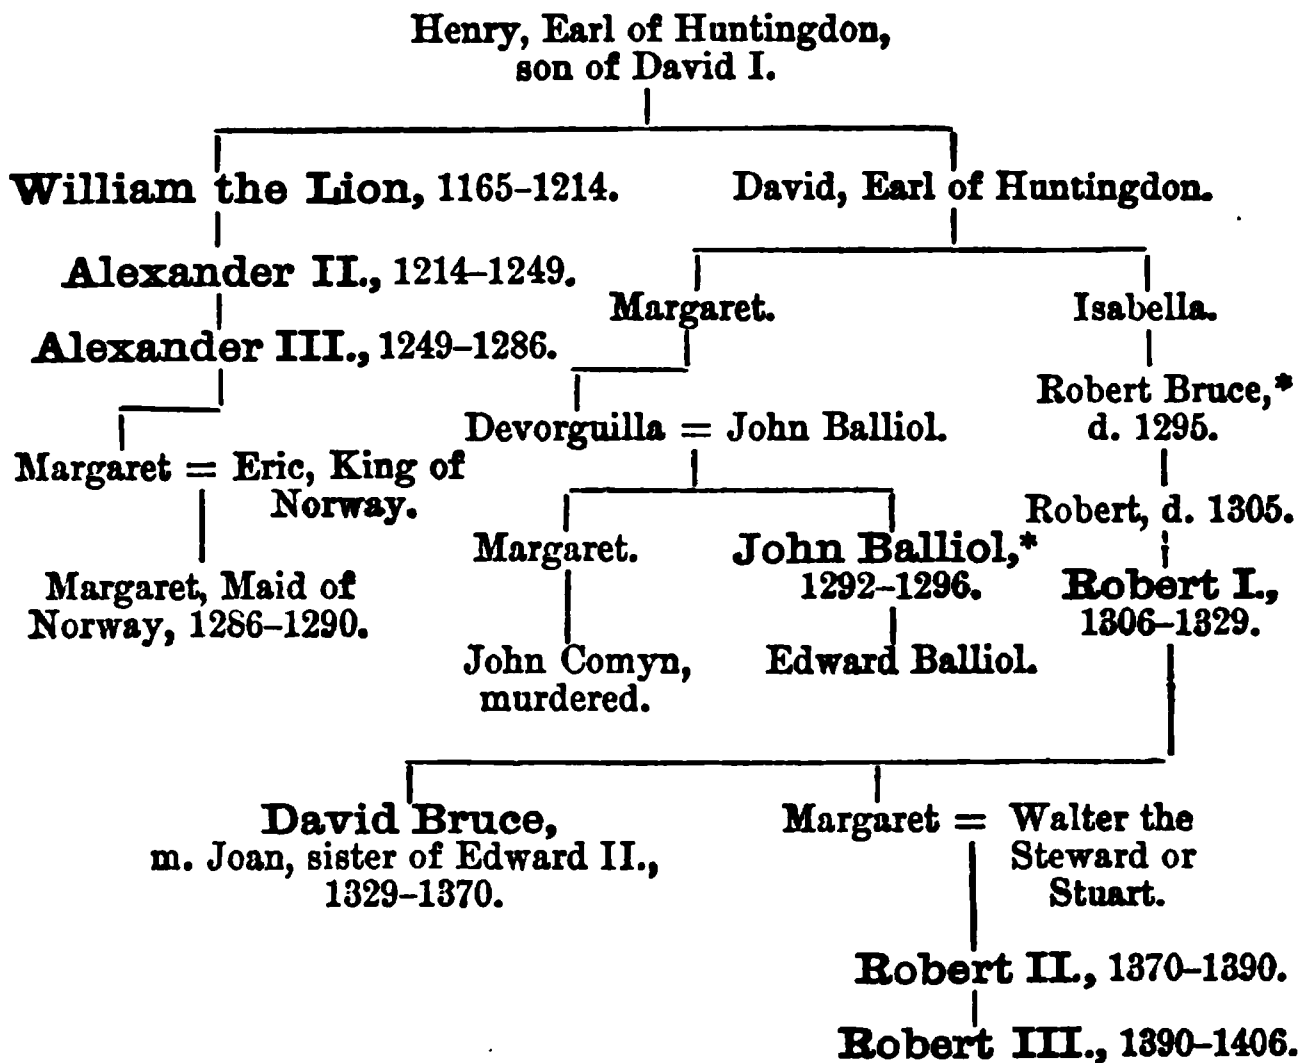 Henry, Earl of Huntingdon,
son of David I.
William the Lion, 1165–1214.
David, Earl of Huntingdon.
Alexander II., 1214–1249.
Margaret.
Isabella.
Alexander III., 1249–1286.
Robert Bruce,*
d. 1295.
Devorguilla = John Balliol.
Margaret = Eric, King of
Norway.
Robert, d. 1305.
Margaret.
John Balliol,*
1292–1296.
Robert I.,
1306–1329.
Margaret, Maid of
Norway, 1286–1290.
John Comyn,
murdered.
Edward Balliol.
David Bruce,
m. Joan, sister of Edward II.,
1329–1370.
Margaret = Walter the
Steward or
Stuart.
Robert II., 1370–1390.
Robert III., 1390–1406.